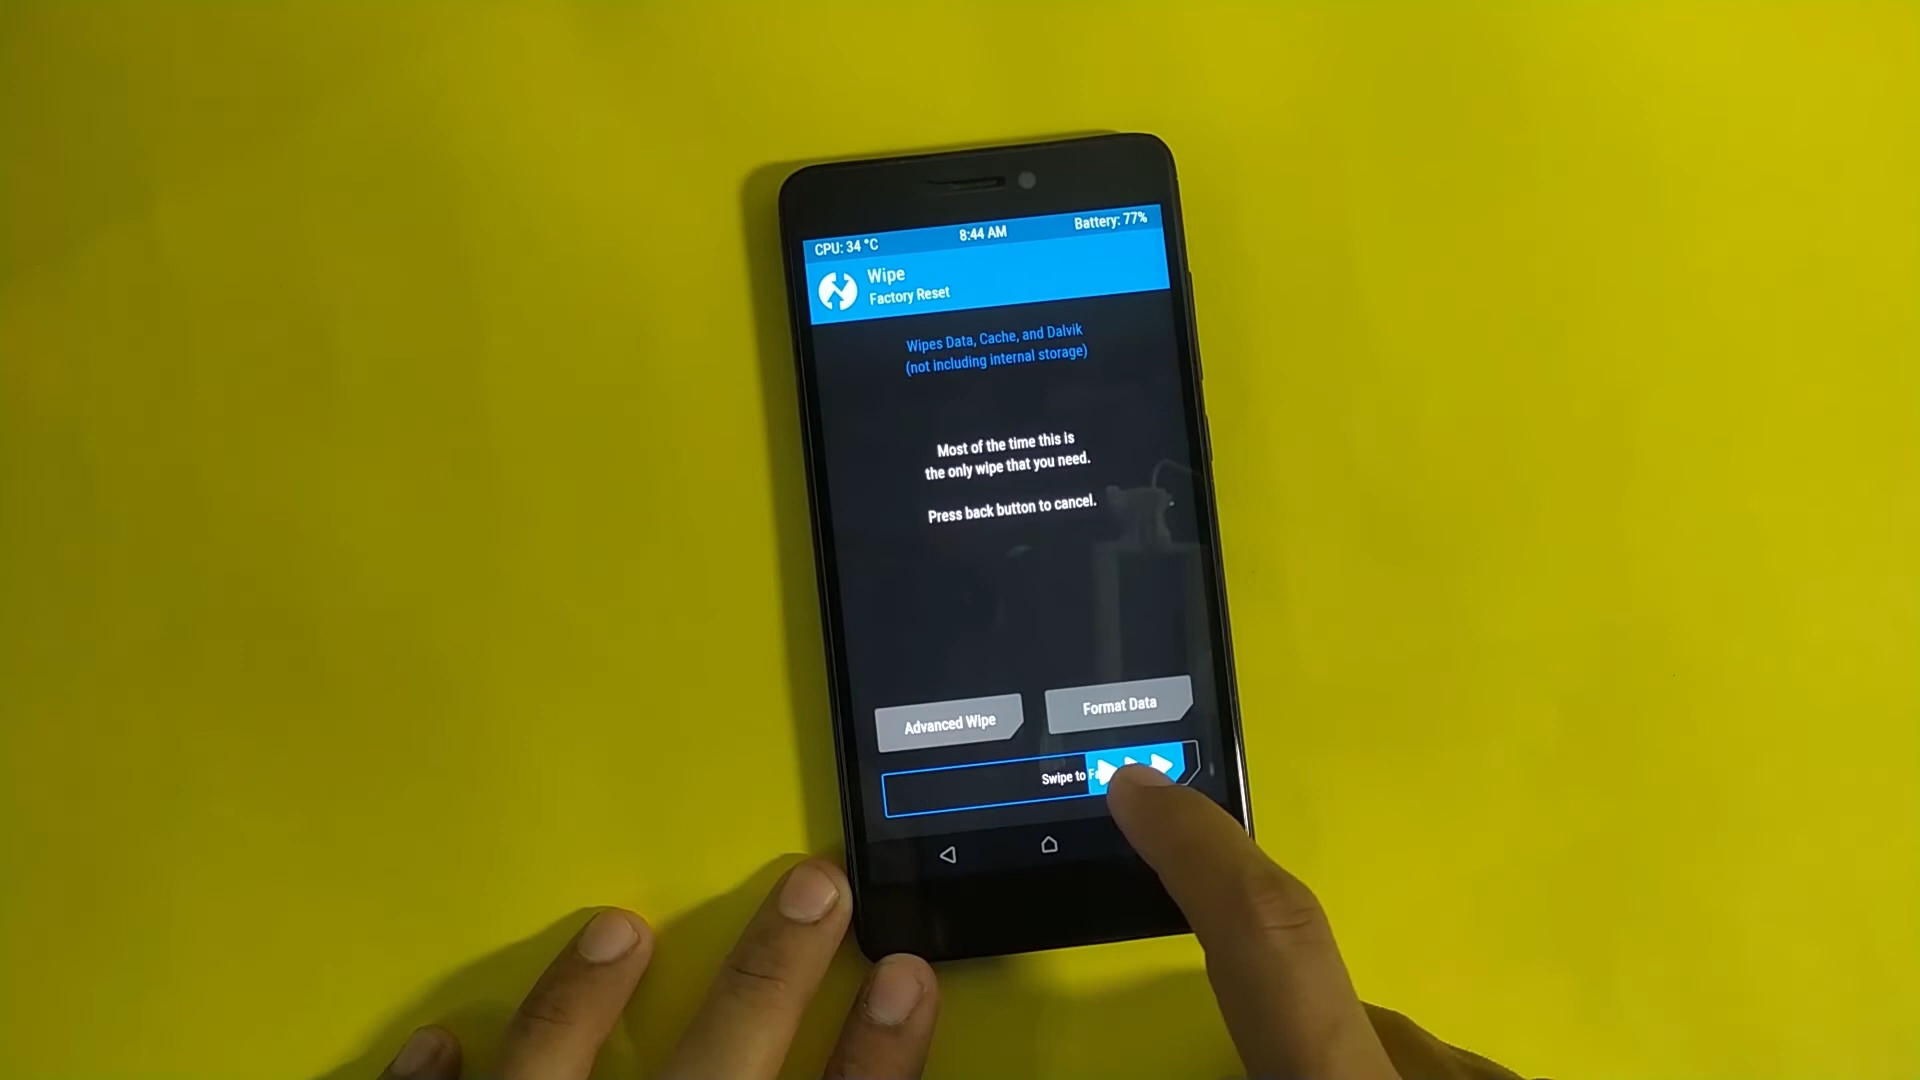 CPU: 34 °C 8:44 AM Battery: 77%
Wipe
Factory Reset
Wipes Data, Cache, and Dalvik
(not including internal storage)
Most of the time this is
the only wipe that you need.
Press back button to cancel.
Advanced Wipe Format Data
Swipe to